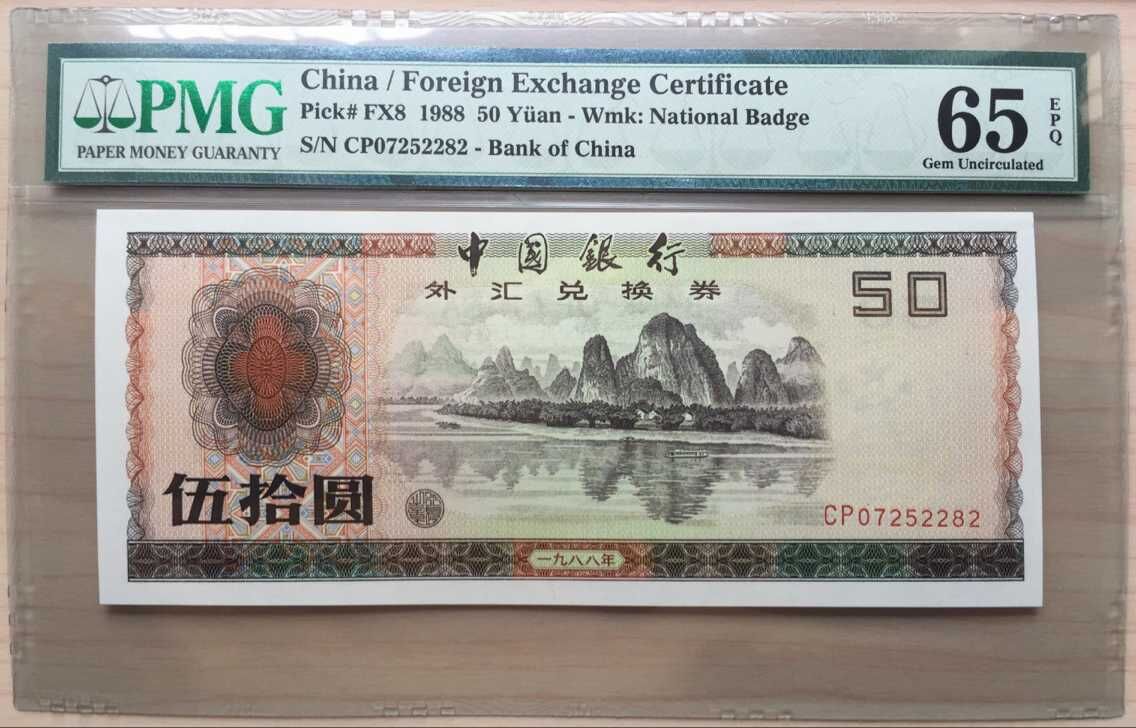 PMG
PAPER MONEY GUARANTY
China / Foreign Exchange Certificate
Pick# FX8 1988 50 Yüan - Wmk: National Badge
S/N CP07252282 - Bank of China
65
EPQ
Gem Uncirculated
中國銀行
外汇兑换券
50
伍拾圆
CP07252282
一九八八年